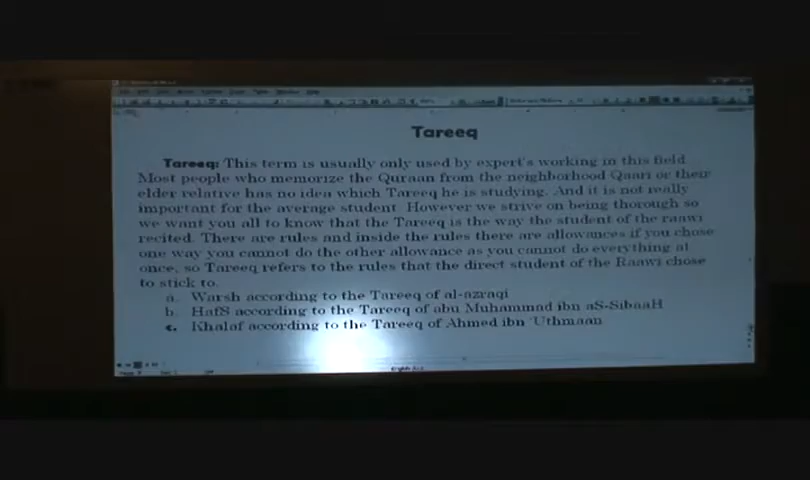 Tareeq
Tareeq: This term is usually only used by expert's working in this field
Most people who memorize the Quraan from the neighborhood Qaari or their
elder relative has no idea which Tareeq he is studying. And it is not really
important for the average student. However we strive on being thorough so
we want you all to know that the Tareeq is the way the student of the raawi
recited. There are rules and inside the rules there are allowances if you chose
one way you cannot do the other allowance as you cannot do everything at
once, so Tareeq refers to the rules that the direct student of the Raawi chose
to stick to.
a. Warsh according to the Tareeq of al-azraqi
b. HafS according to the Tareeq of abu Muhammad ibn aS-SibaaH
c. Khalaf according to the Tareeq of Ahmed ibn 'Uthmaan